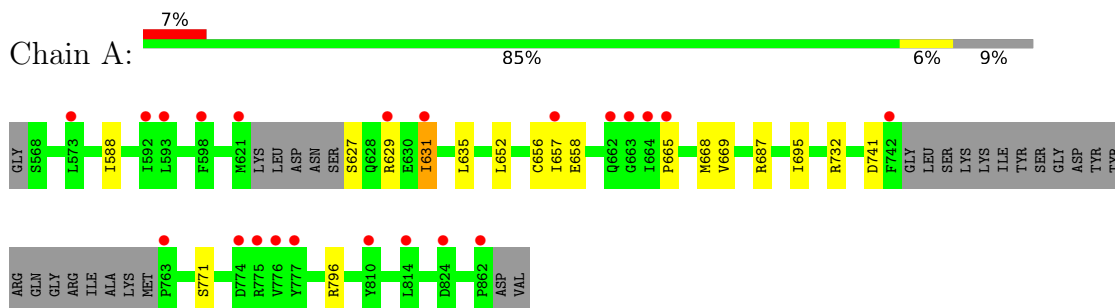 7%
Chain A:
85% 6% 9%
GLY S568 L573 I588 I592 L593 F598 M621 LYS LEU ASP ASN SER S627 Q628 R629 E630 I631 L635 L652 C656 I657 E658 Q662 G663 I664 P665 M668 V669 R687 I695 R732 D741 F742 GLY LEU SER LYS LYS ILE TYR SER GLY ASP TYR TYR
ARG GLN GLY ARG ILE ALA LYS MET P763 S771 D774 R775 V776 Y777 R796 Y810 L814 D824 P862 ASP VAL